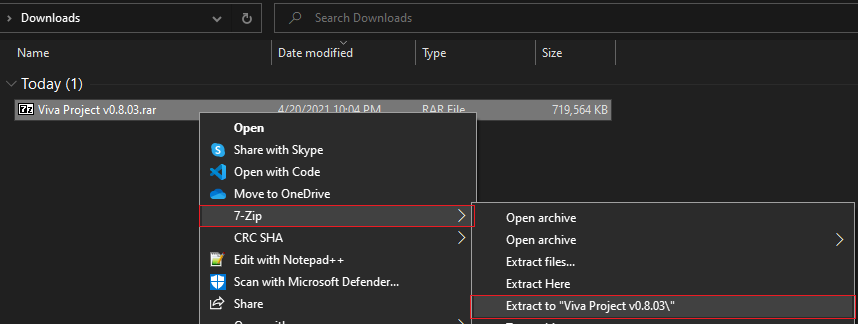 Downloads
Search Downloads
Name Date modified Type Size
Today (1)
Viva Project v0.8.03.rar 4/20/2021 10:04 PM RAR File 719,564 KB
Open
Share with Skype
Open with Code
Move to OneDrive
7-Zip
CRC SHA
Edit with Notepad++
Scan with Microsoft Defender...
Share
Open archive
Open archive
Extract files...
Extract Here
Extract to "Viva Project v0.8.03\"